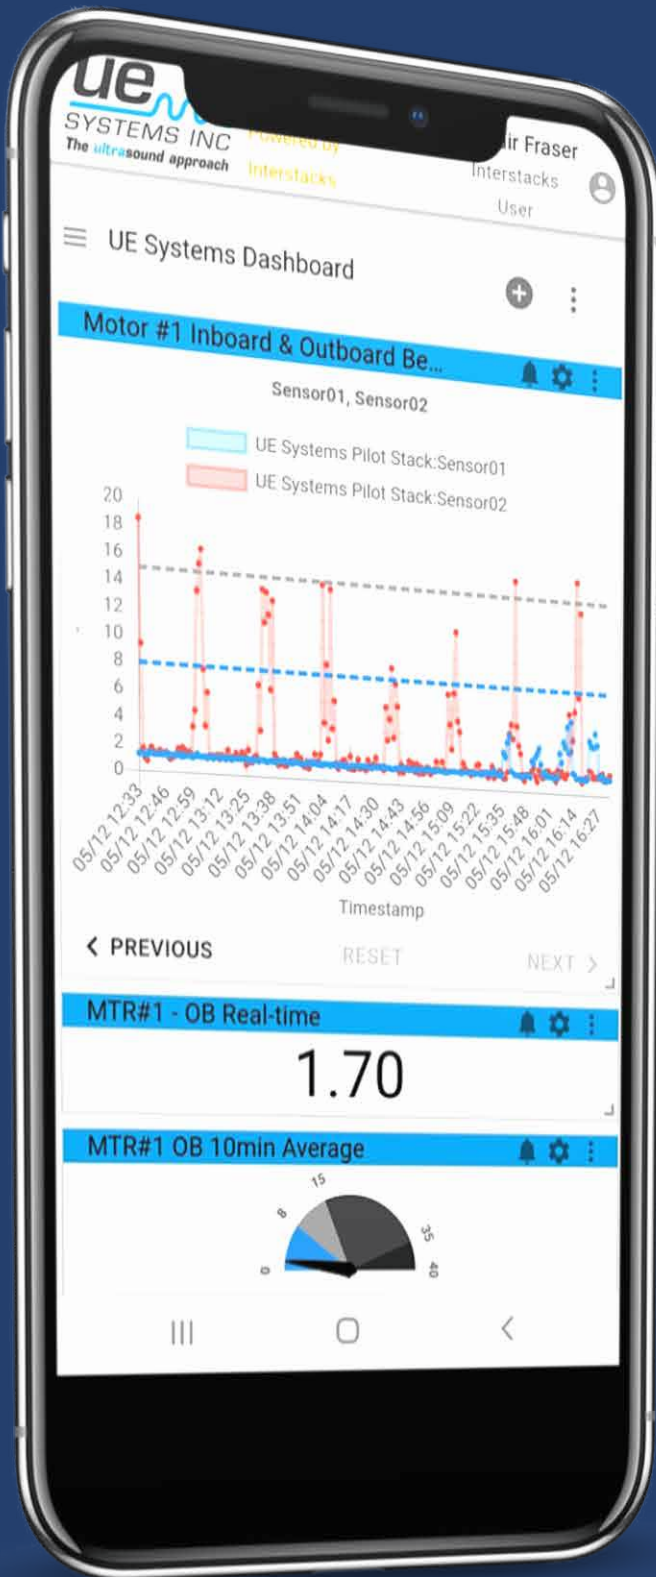 ue
SYSTEMS INC
The ultrasound approach
Powered by
Interstacks
ir Fraser
Interstacks
User
UE Systems Dashboard
Motor #1 Inboard & Outboard Be...
Sensor01, Sensor02
UE Systems Pilot Stack:Sensor01
UE Systems Pilot Stack:Sensor02
20
18
16
14
12
10
8
6
4
2
0
05/12 12:33
05/12 12:46
05/12 12:59
05/12 13:12
05/12 13:25
05/12 13:38
05/12 13:51
05/12 14:04
05/12 14:17
05/12 14:30
05/12 14:43
05/12 14:56
05/12 15:09
05/12 15:22
05/12 15:35
05/12 15:48
05/12 16:01
05/12 16:14
05/12 16:27
Timestamp
< PREVIOUS
RESET
NEXT >
MTR#1 - OB Real-time
1.70
MTR#1 OB 10min Average
0
8
15
35
40